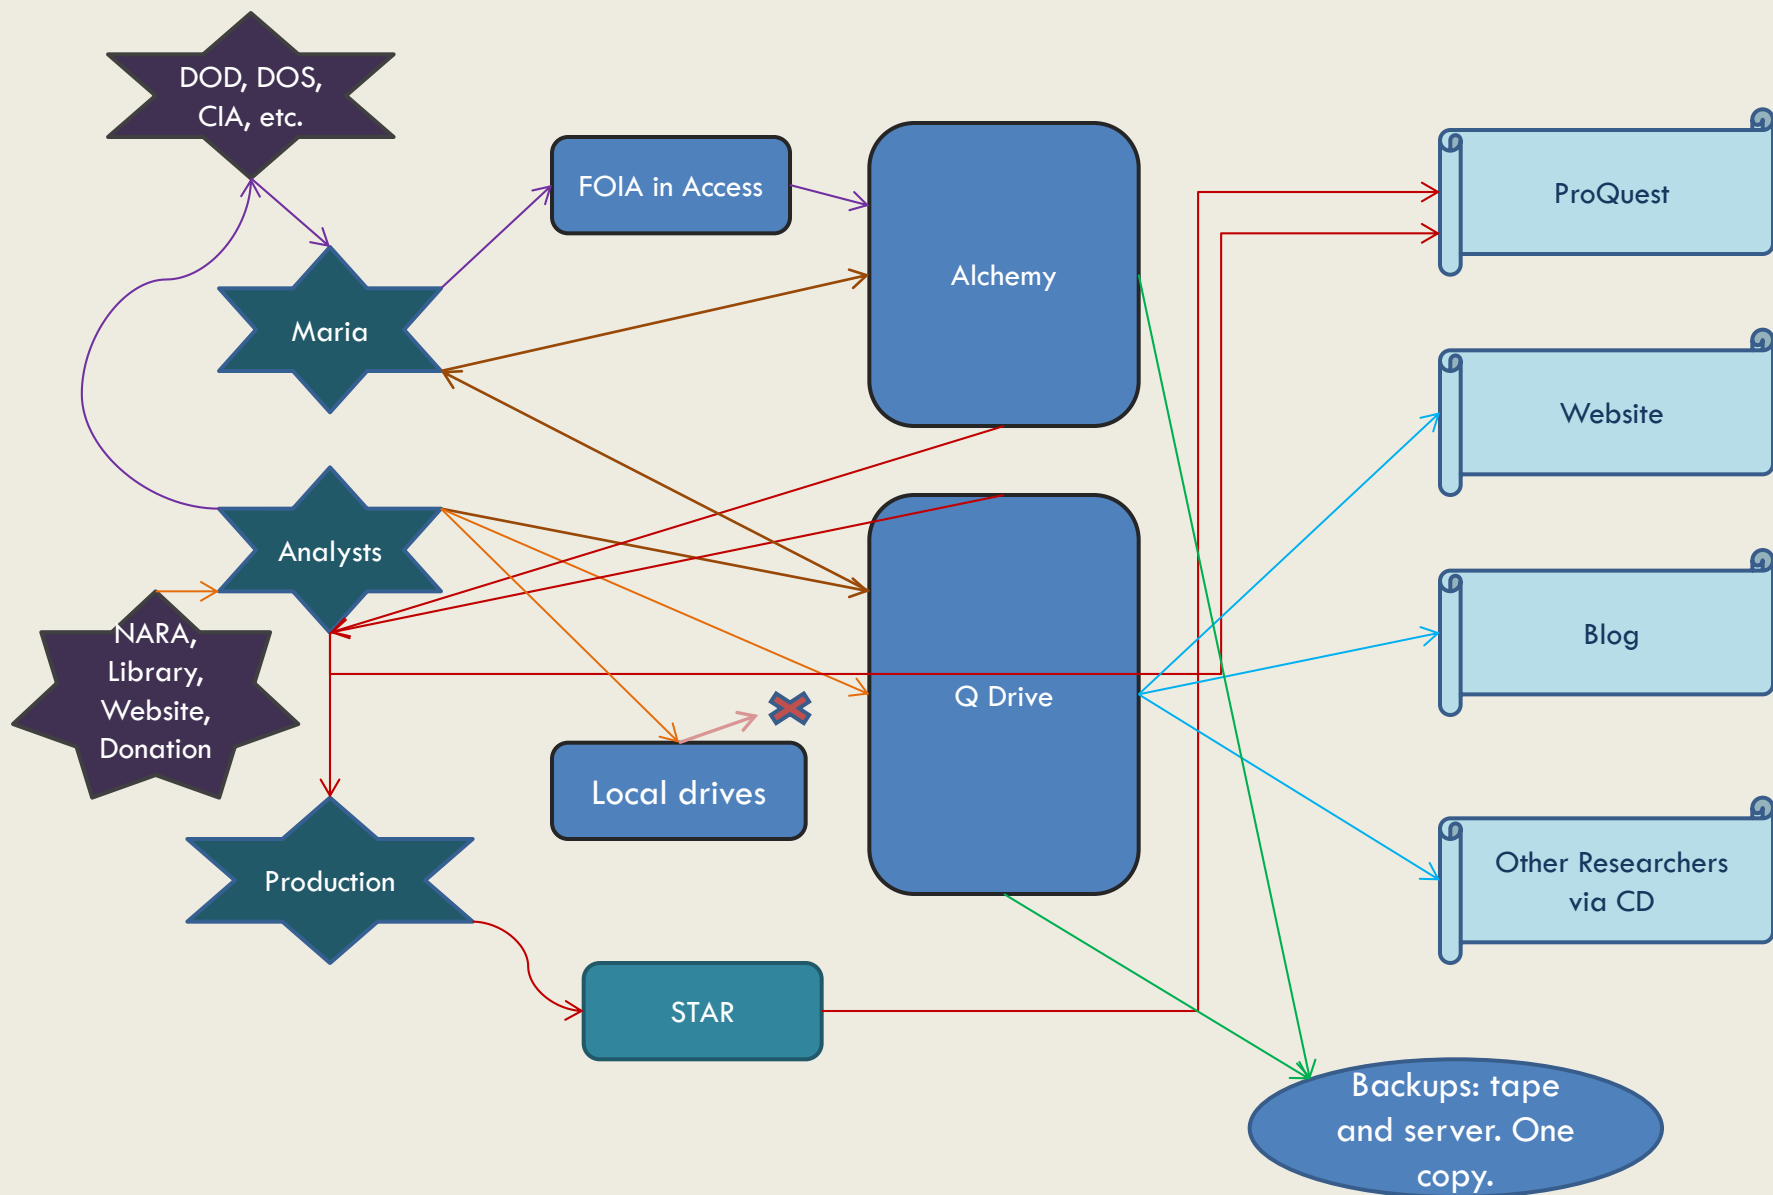 DOD, DOS,
CIA, etc.
FOIA in Access
Alchemy
ProQuest
Maria
Website
Analysts
Blog
NARA,
Library,
Website,
Donation
Q Drive
Local drives
Production
Other Researchers
via CD
STAR
Backups: tape
and server. One
copy.